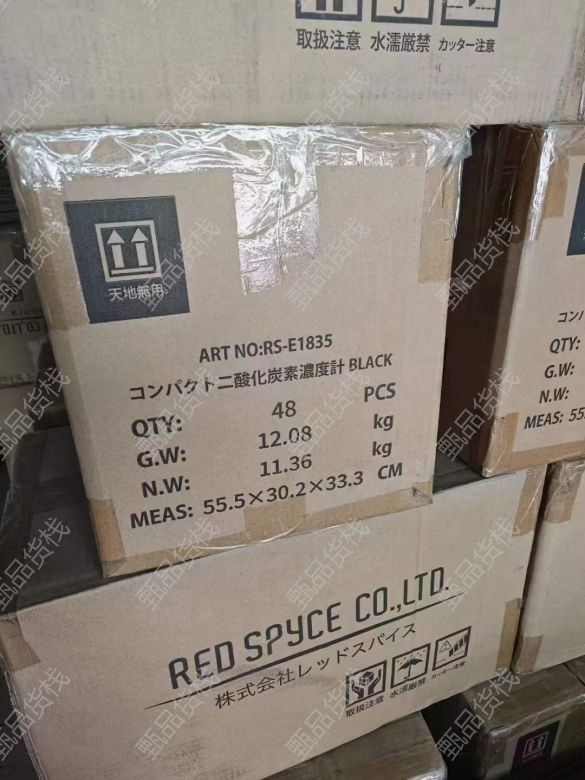 取扱注意 水濡厳禁 カッター注意
天地無用
ART NO:RS-E1835
コンパクト二酸化炭素濃度計 BLACK
QTY: 48 PCS
G.W: 12.08 kg
N.W: 11.36 kg
MEAS: 55.5×30.2×33.3 CM
コンパ
QTY:
G.W:
N.W:
MEAS: 55
RED SPYCE CO.,LTD.
株式会社レッドスパイス
取扱注意 水濡厳禁 カッター注意
甄品货栈